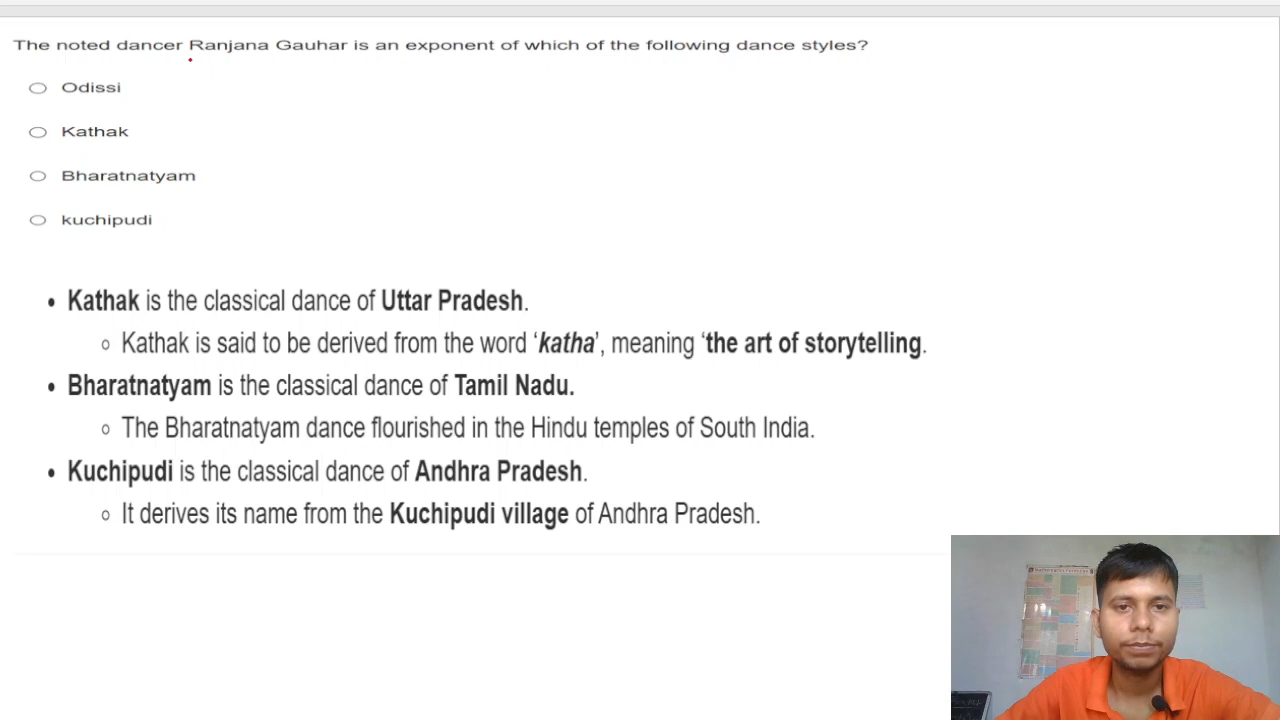 The noted dancer Ranjana Gauhar is an exponent of which of the following dance styles?
Odissi
Kathak
Bharatnatyam
kuchipudi
Kathak is the classical dance of Uttar Pradesh.
Kathak is said to be derived from the word ‘katha’, meaning ‘the art of storytelling.
Bharatnatyam is the classical dance of Tamil Nadu.
The Bharatnatyam dance flourished in the Hindu temples of South India.
Kuchipudi is the classical dance of Andhra Pradesh.
It derives its name from the Kuchipudi village of Andhra Pradesh.